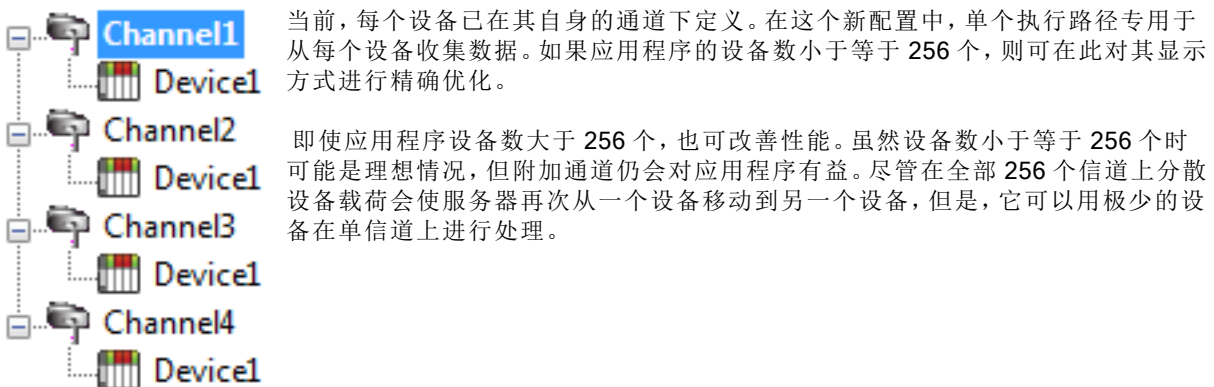 Channel1
Device1
Channel2
Device1
Channel3
Device1
Channel4
Device1
当前，每个设备已在其自身的通道下定义。在这个新配置中，单个执行路径专用于
从每个设备收集数据。如果应用程序的设备数小于等于 256 个，则可在此对其显示
方式进行精确优化。
即使应用程序设备数大于 256 个，也可改善性能。虽然设备数小于等于 256 个时
可能是理想情况，但附加通道仍会对应用程序有益。尽管在全部 256 个信道上分散
设备载荷会使服务器再次从一个设备移动到另一个设备，但是，它可以用极少的设
备在单信道上进行处理。